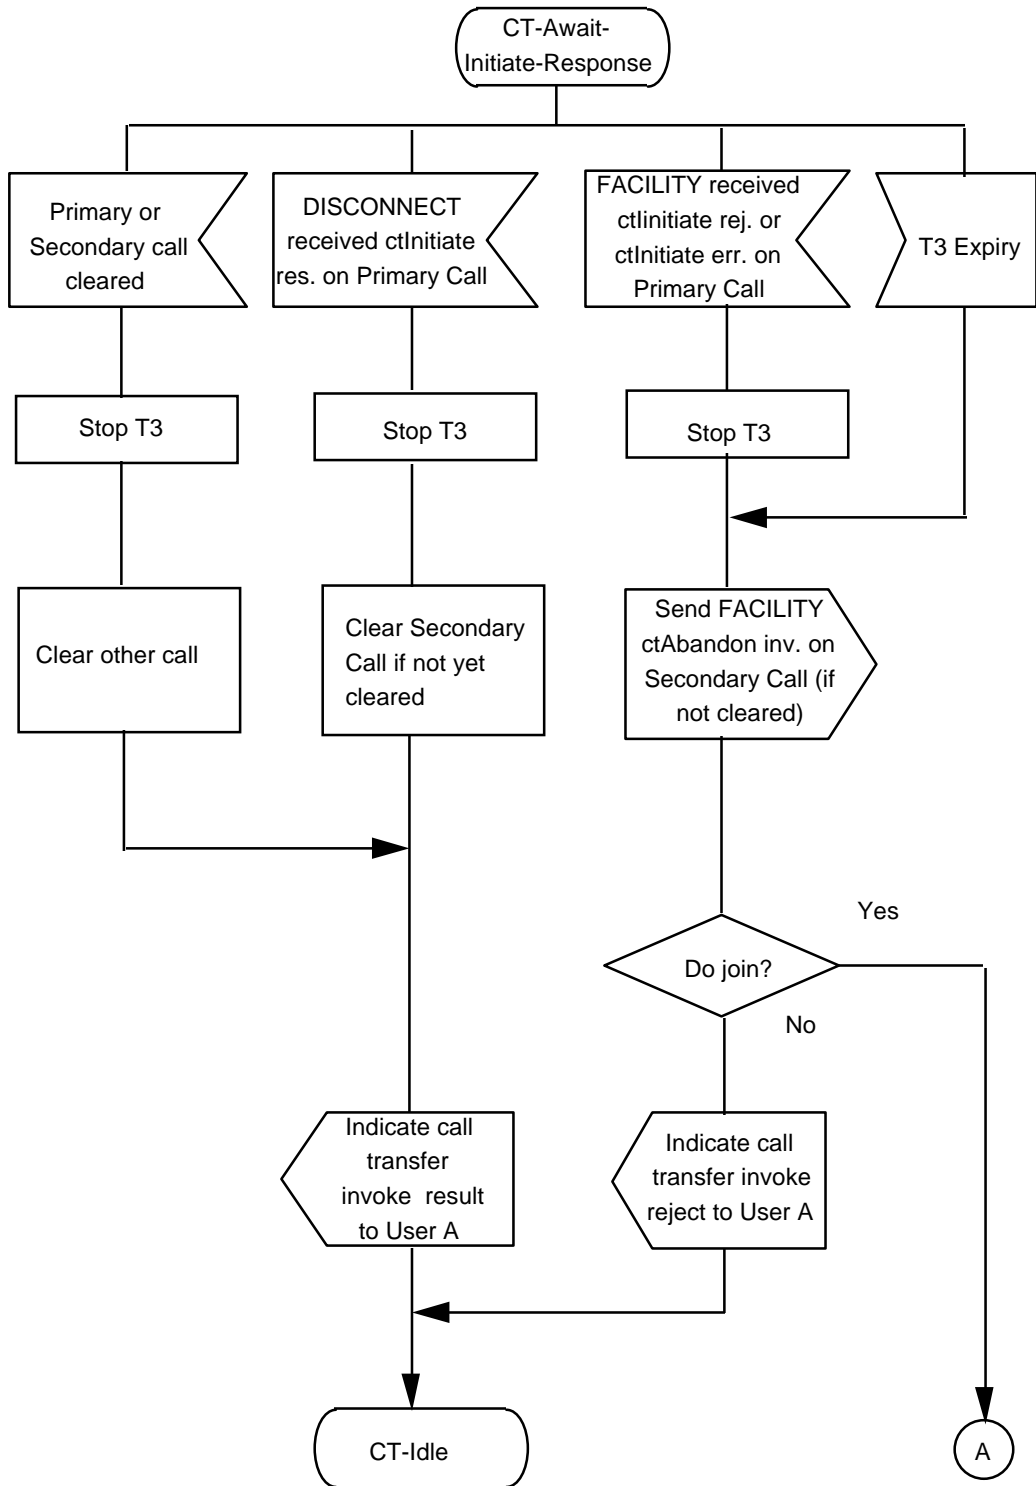 CT-Await-
Initiate-Response
Primary or
Secondary call
cleared
DISCONNECT
received ctInitiate
res. on Primary Call
FACILITY received
ctIinitiate rej. or
ctInitiate err. on
Primary Call
T3 Expiry
Stop T3
Stop T3
Stop T3
Clear other call
Clear Secondary
Call if not yet
cleared
Send FACILITY
ctAbandon inv. on
Secondary Call (if
not cleared)
Yes
Do join?
No
Indicate call
transfer
invoke result
to User A
Indicate call
transfer invoke
reject to User A
CT-Idle
A